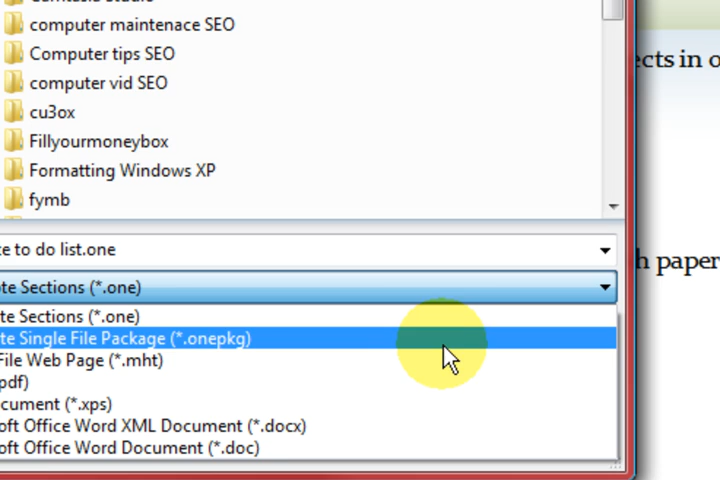 computer maintenace SEO
Computer tips SEO
computer vid SEO
cu3ox
Fillyourmoneybox
Formatting Windows XP
fymb
te to do list.one
te Sections (*.one)
te Sections (*.one)
te Single File Package (*.onepkg)
File Web Page (*.mht)
pdf)
cument (*.xps)
oft Office Word XML Document (*.docx)
oft Office Word Document (*.doc)
ects in o
h paper